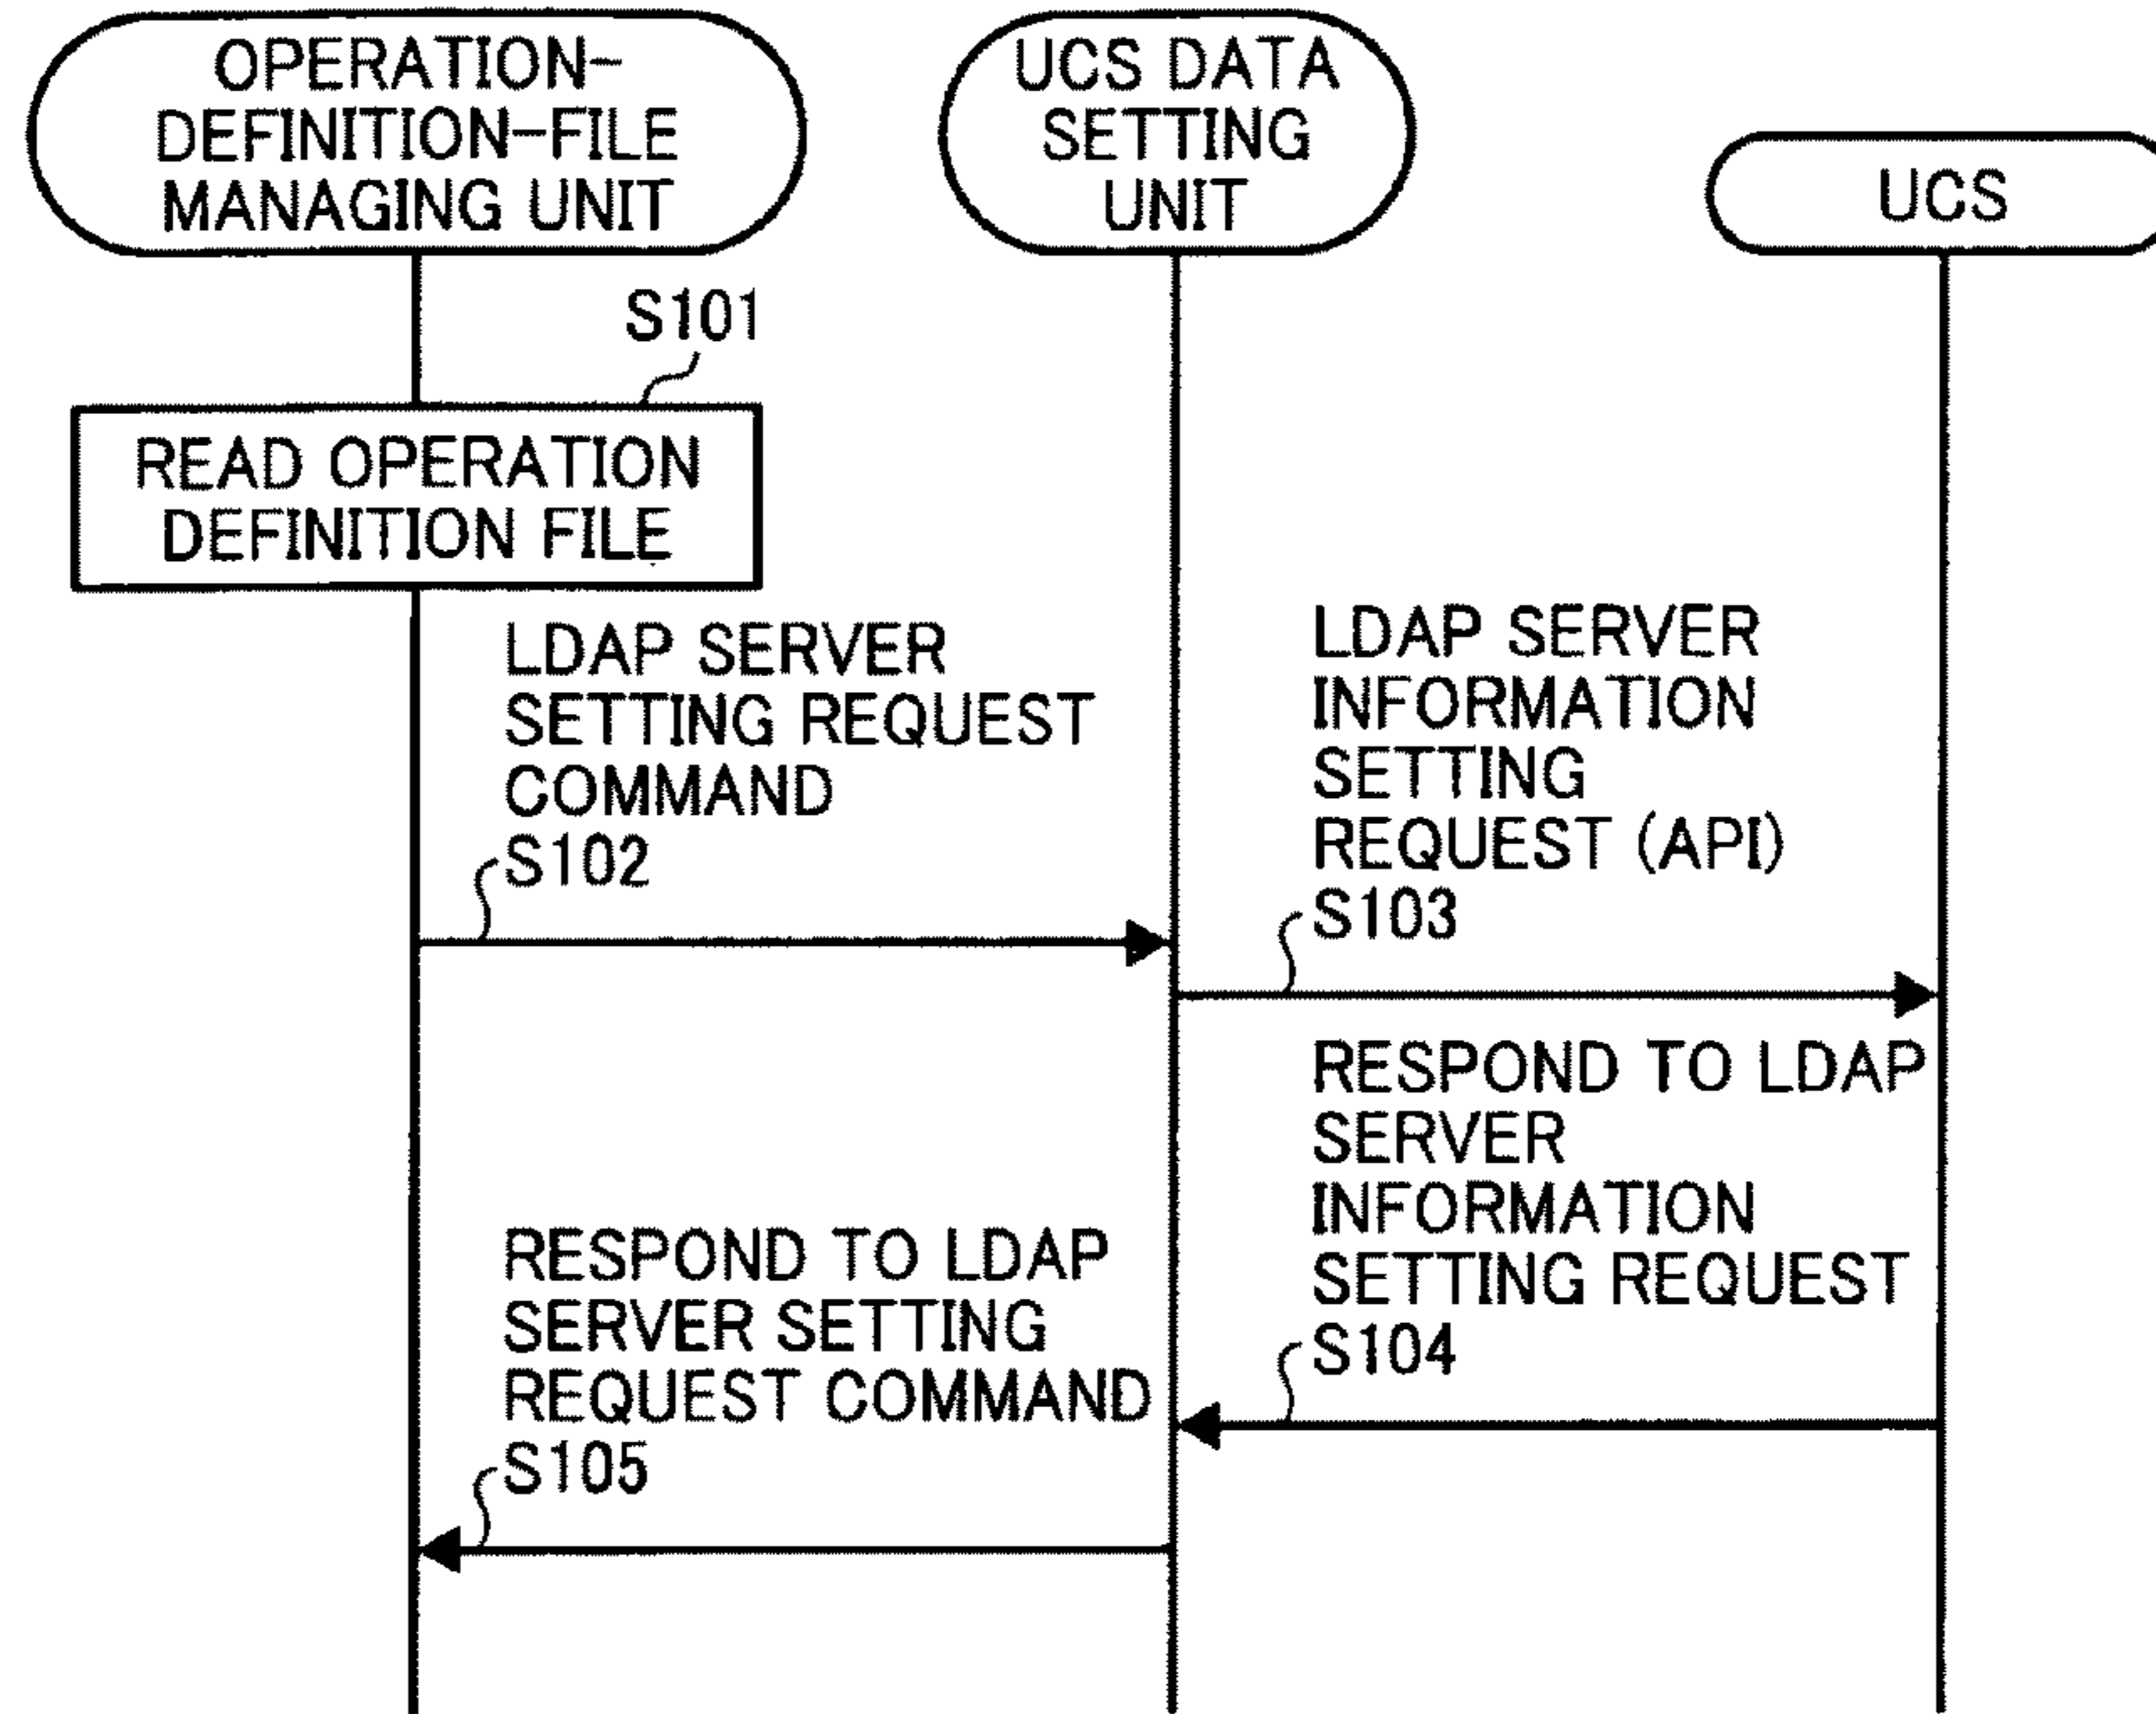 OPERATION-
DEFINITION-FILE
MANAGING UNIT
UCS DATA
SETTING
UNIT
UCS
S101
READ OPERATION
DEFINITION FILE
LDAP SERVER
SETTING REQUEST
COMMAND
S102
LDAP SERVER
INFORMATION
SETTING
REQUEST (API)
S103
RESPOND TO LDAP
SERVER
INFORMATION
SETTING REQUEST
S104
RESPOND TO LDAP
SERVER SETTING
REQUEST COMMAND
S105